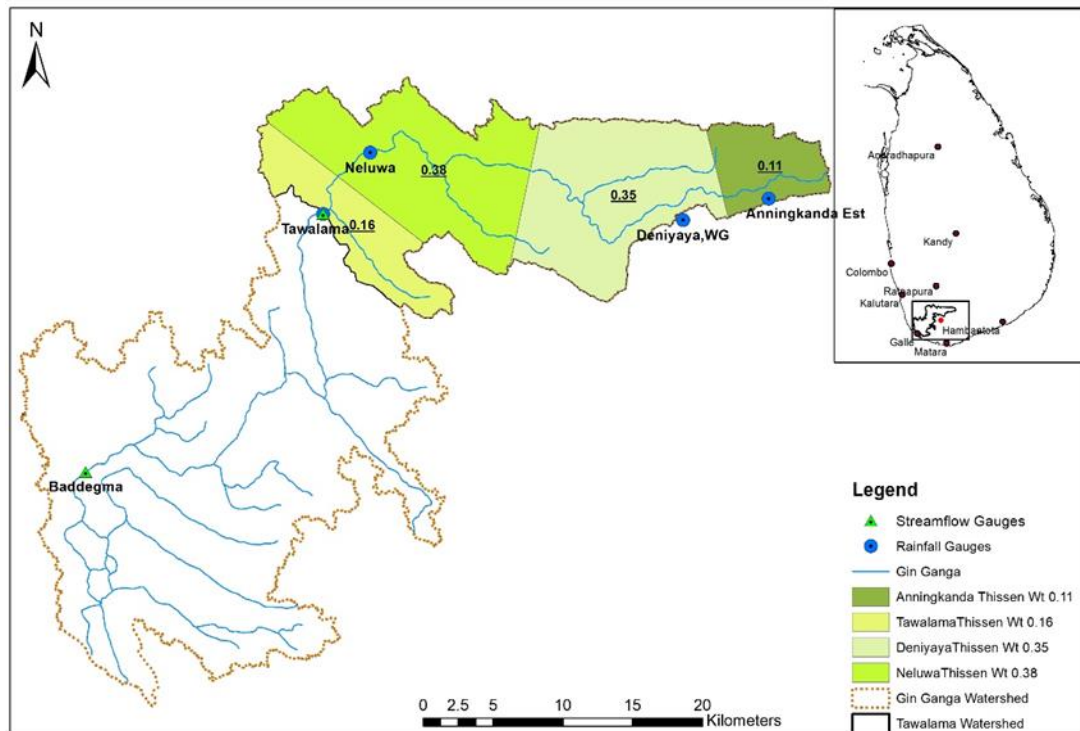 N
Neluwa
0.38
0.11
0.35
Anningkanda Est
Tawalama
0.16
Deniyaya,WG
Baddegma
Anuradhapura
Kandy
Colombo
Ratnapura
Kalutara
Hambantota
Galle
Matara
Legend
Streamflow Gauges
Rainfall Gauges
Gin Ganga
Anningkanda Thissen Wt 0.11
TawalamaThissen Wt 0.16
DeniyayaThissen Wt 0.35
NeluwaThissen Wt 0.38
Gin Ganga Watershed
Tawalama Watershed
0 2.5 5 10 15 20
Kilometers